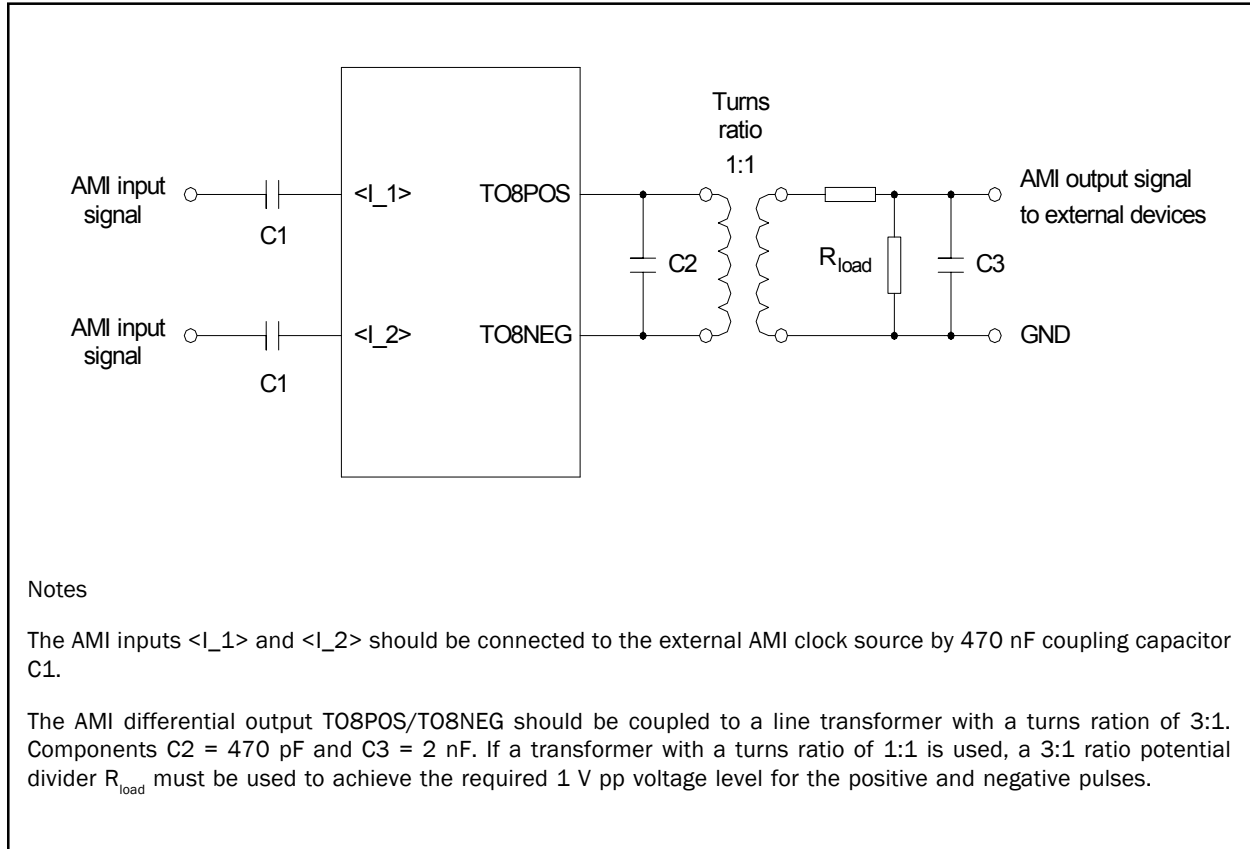 Turns
ratio
1:1
AMI input
signal
C1
<I_1>
TO8POS
C2
R_load
C3
AMI output signal
to external devices
AMI input
signal
C1
<I_2>
TO8NEG
GND
Notes
The AMI inputs <I_1> and <I_2> should be connected to the external AMI clock source by 470 nF coupling capacitor
C1.
The AMI differential output TO8POS/TO8NEG should be coupled to a line transformer with a turns ration of 3:1.
Components C2 = 470 pF and C3 = 2 nF. If a transformer with a turns ratio of 1:1 is used, a 3:1 ratio potential
divider R_load must be used to achieve the required 1 V pp voltage level for the positive and negative pulses.